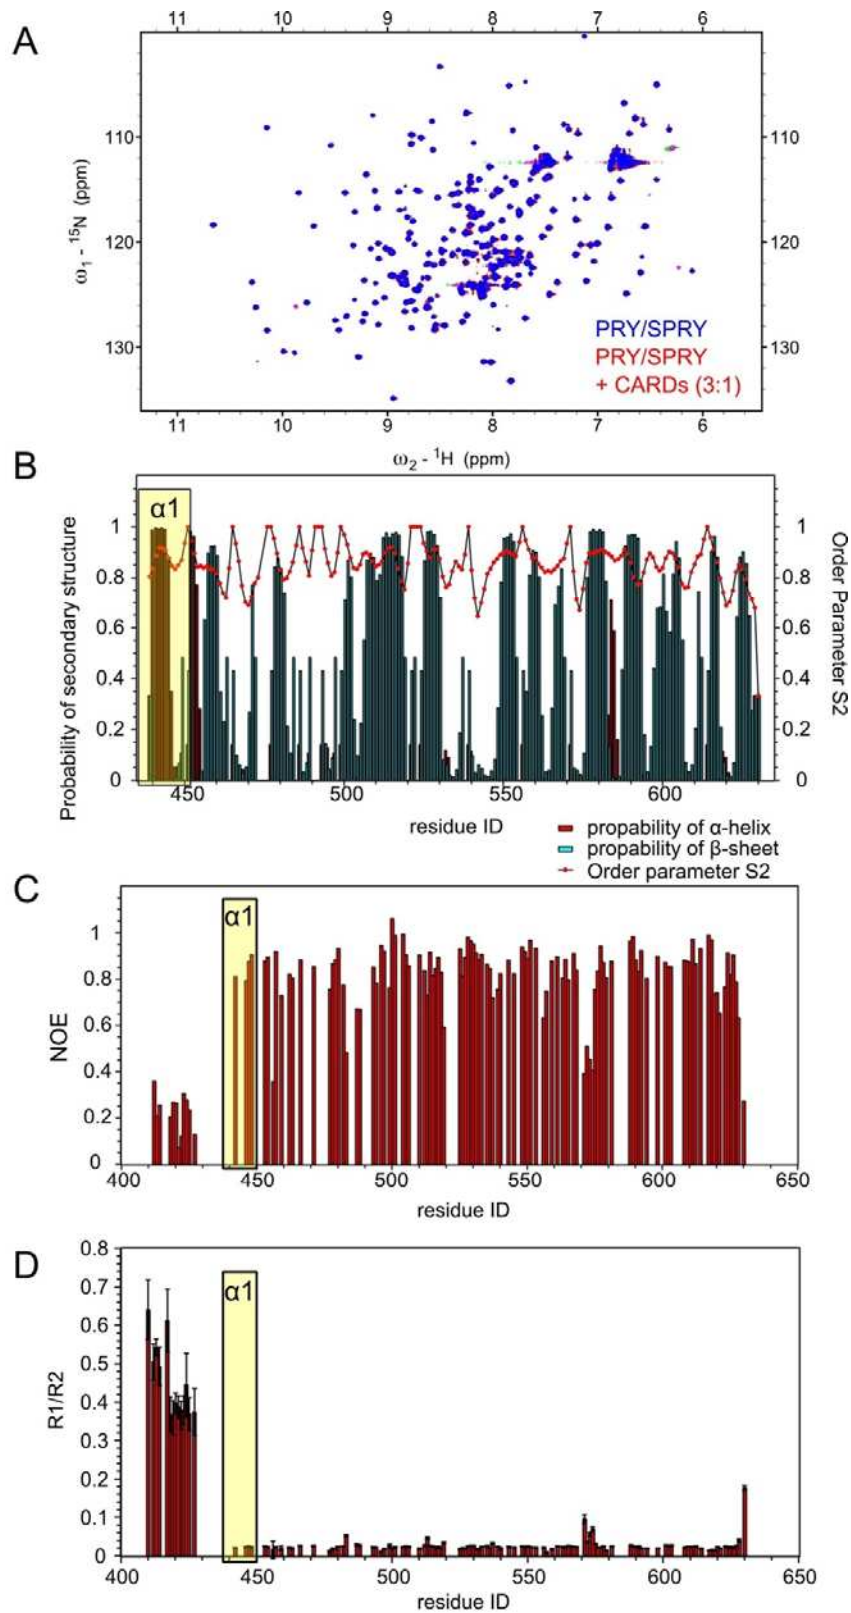 A
11 10 9 8 7 6
110 110
120 120
130 130
ω1 - 15N (ppm)
PRY/SPRY
PRY/SPRY
+ CARDs (3:1)
11 10 9 8 7 6
ω2 - 1H (ppm)
B
α1
1 1
0.8 0.8
0.6 0.6
0.4 0.4
0.2 0.2
0 0
Probability of secondary structure
Order Parameter S2
450 500 550 600
residue ID
propability of α-helix
propability of β-sheet
Order parameter S2
C
α1
1
0.8
0.6
0.4
0.2
0
NOE
400 450 500 550 600 650
residue ID
D
α1
0.8
0.7
0.6
0.5
0.4
0.3
0.2
0.1
0
R1/R2
400 450 500 550 600 650
residue ID